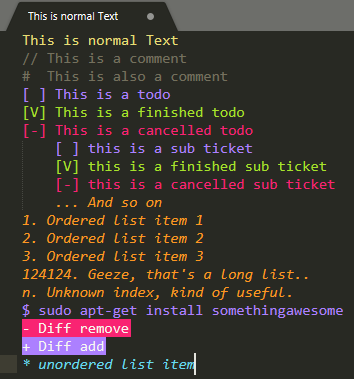 This is normal Text
This is normal Text
// This is a comment
#  This is also a comment
[ ] This is a todo
[V] This is a finished todo
[-] This is a cancelled todo
    [ ] this is a sub ticket
    [V] this is a finished sub ticket
    [-] this is a cancelled sub ticket
    ... And so on
1. Ordered list item 1
2. Ordered list item 2
3. Ordered list item 3
124124. Geeze, that's a long list..
n. Unknown index, kind of useful.
$ sudo apt-get install somethingawesome
- Diff remove
+ Diff add
* unordered list item